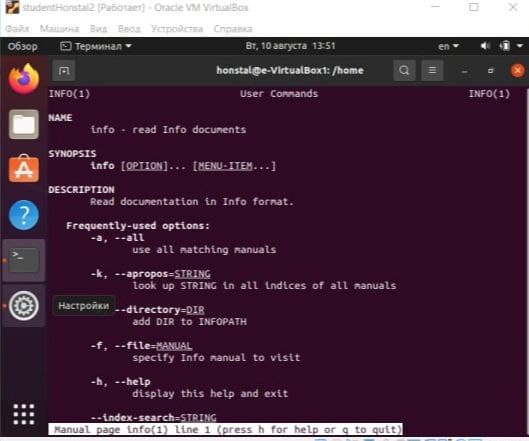 studentHonstal2 [Работает] - Oracle VM VirtualBox
Файл Машина Вид Ввод Устройства Справка
Обзор Терминал Вт, 10 августа 13:51 en
honstal@e-VirtualBox1: /home
INFO(1) User Commands INFO(1)
NAME
info - read Info documents
SYNOPSIS
info [OPTION]... [MENU-ITEM...]
DESCRIPTION
Read documentation in Info format.
Frequently-used options:
-a, --all
use all matching manuals
-k, --apropos=STRING
look up STRING in all indices of all manuals
Настройки --directory=DIR
add DIR to INFOPATH
-f, --file=MANUAL
specify Info manual to visit
-h, --help
display this help and exit
--index-search=STRING
Manual page info(1) line 1 (press h for help or q to quit)